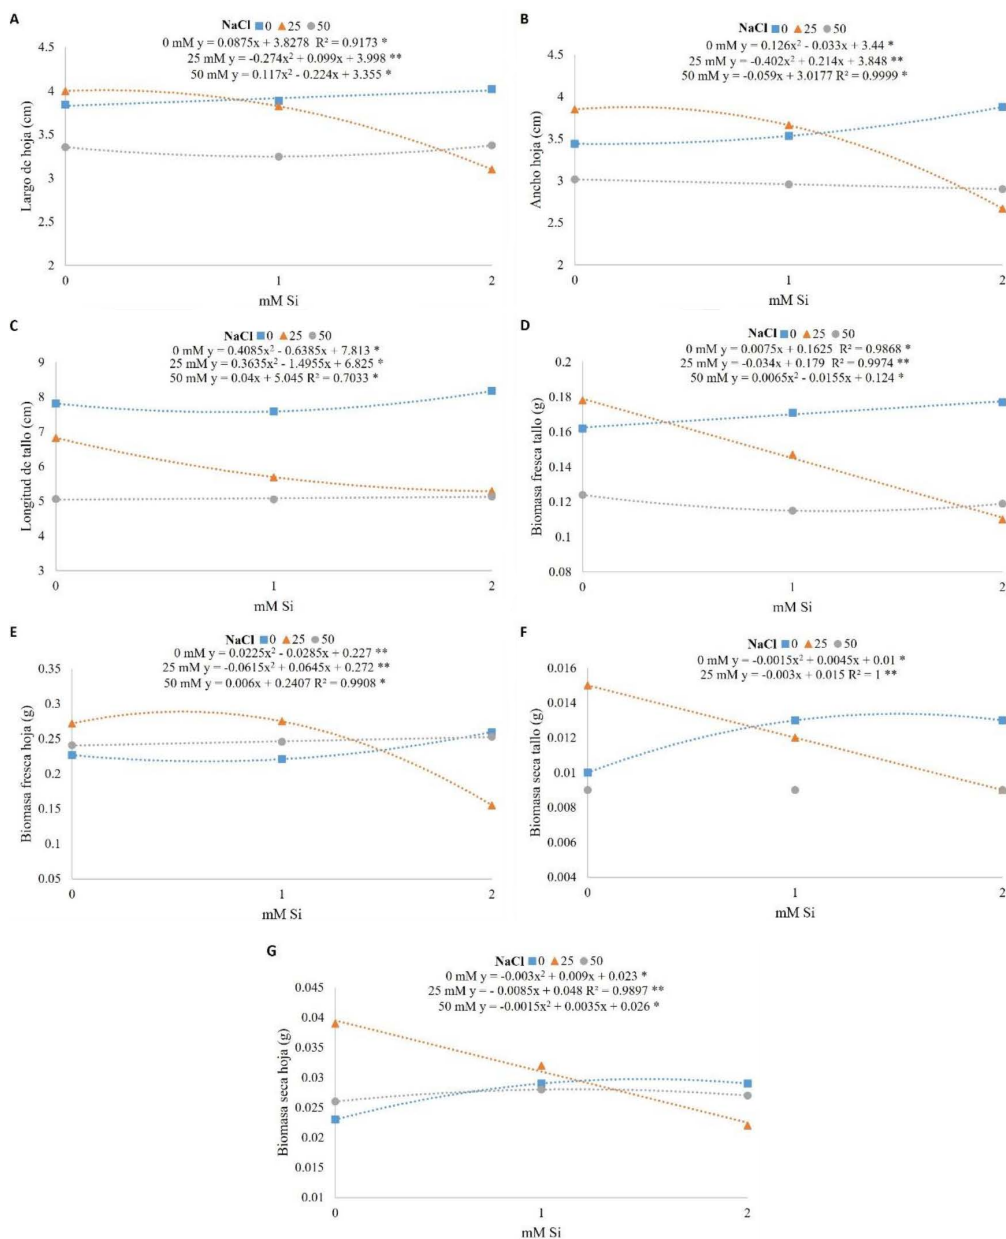 A
NaCl 0 25 50
0 mM y = 0.0875x + 3.8278 R² = 0.9173 *
25 mM y = -0.274x² + 0.099x + 3.998 **
50 mM y = 0.117x² - 0.224x + 3.355 *
Largo de hoja (cm)
4.5
4
3.5
3
2.5
2
0 1 2
mM Si
B
NaCl 0 25 50
0 mM y = 0.126x² - 0.033x + 3.44 *
25 mM y = -0.402x² + 0.214x + 3.848 **
50 mM y = -0.059x + 3.0177 R² = 0.9999 *
Ancho hoja (cm)
4.5
4
3.5
3
2.5
2
0 1 2
mM Si
C
NaCl 0 25 50
0 mM y = 0.4085x² - 0.6385x + 7.813 *
25 mM y = 0.3635x² - 1.4955x + 6.825 *
50 mM y = 0.04x + 5.045 R² = 0.7033 *
Longitud de tallo (cm)
9
8
7
6
5
4
3
0 1 2
mM Si
D
NaCl 0 25 50
0 mM y = 0.0075x + 0.1625 R² = 0.9868 *
25 mM y = -0.034x + 0.179 R² = 0.9974 **
50 mM y = 0.0065x² - 0.0155x + 0.124 *
Biomasa fresca tallo (g)
0.2
0.18
0.16
0.14
0.12
0.1
0.08
0 1 2
mM Si
E
NaCl 0 25 50
0 mM y = 0.0225x² - 0.0285x + 0.227 **
25 mM y = -0.0615x² + 0.0645x + 0.272 **
50 mM y = 0.006x + 0.2407 R² = 0.9908 *
Biomasa fresca hoja (g)
0.35
0.3
0.25
0.2
0.15
0.1
0.05
0 1 2
mM Si
F
NaCl 0 25 50
0 mM y = -0.0015x² + 0.0045x + 0.01 *
25 mM y = -0.003x + 0.015 R² = 1 **
Biomasa seca tallo (g)
0.016
0.014
0.012
0.01
0.008
0.006
0.004
0 1 2
mM Si
G
NaCl 0 25 50
0 mM y = -0.003x² + 0.009x + 0.023 *
25 mM y = - 0.0085x + 0.048 R² = 0.9897 **
50 mM y = -0.0015x² + 0.0035x + 0.026 *
Biomasa seca hoja (g)
0.045
0.04
0.035
0.03
0.025
0.02
0.015
0.01
0 1 2
mM Si